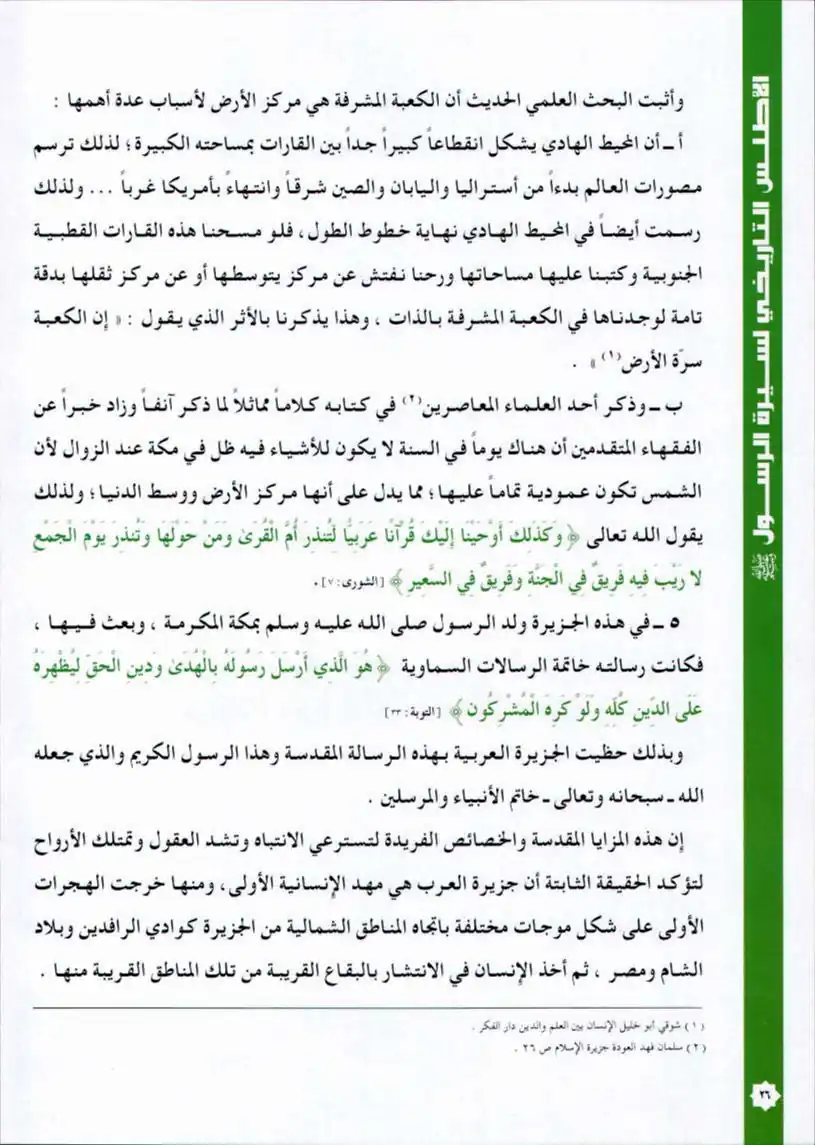 الأطلس التاريخي لسيرة الرسول ﷺ
وأثبت البحث العلمي الحديث أن الكعبة المشرفة هي مركز الأرض لأسباب عدة أهمها :
أ ـ أن المحيط الهادي يشكل انقطاعاً كبيراً جداً بين القارات بمساحته الكبيرة ؛ لذلك ترسم
مصورات العالم بدءاً من أستراليا واليابان والصين شرقاً وانتهاءً بأمريكا غرباً ... ولذلك
رسمت أيضاً في المحيط الهادي نهاية خطوط الطول ، فلو مسحنا هذه القارات القطبية
الجنوبية وكتبنا عليها مساحاتها ورحنا نفتش عن مركز يتوسطها أو عن مركز ثقلها بدقة
تامة لوجدناها في الكعبة المشرفة بالذات ، وهذا يذكرنا بالأثر الذي يقول : « إن الكعبة
سرّة الأرض(١) » .
ب ـ وذكر أحد العلماء المعاصرين(٢) في كتابه كلاماً مماثلاً لما ذكر آنفاً وزاد خبراً عن
الفقهاء المتقدمين أن هناك يوماً في السنة لا يكون للأشياء فيه ظل في مكة عند الزوال لأن
الشمس تكون عمودية تماماً عليها ؛ مما يدل على أنها مركز الأرض ووسط الدنيا ؛ ولذلك
يقول الله تعالى ﴿ وَكَذَلِكَ أَوْحَيْنَا إِلَيْكَ قُرْآنًا عَرَبِيًّا لِّتُنذِرَ أُمَّ الْقُرَىٰ وَمَنْ حَوْلَهَا وَتُنذِرَ يَوْمَ الْجَمْعِ
لا رَيْبَ فِيهِ فَرِيقٌ فِي الْجَنَّةِ وَفَرِيقٌ فِي السَّعِيرِ ﴾ [الشورى: ٧] .
٥ ـ في هذه الجزيرة ولد الرسول صلى الله عليه وسلم بمكة المكرمة ، وبعث فيها ،
فكانت رسالته خاتمة الرسالات السماوية ﴿ هُوَ الَّذِي أَرْسَلَ رَسُولَهُ بِالْهُدَىٰ وَدِينِ الْحَقِّ لِيُظْهِرَهُ
عَلَى الدِّينِ كُلِّهِ وَلَوْ كَرِهَ الْمُشْرِكُونَ ﴾ [التوبة: ٣٣]
وبذلك حظيت الجزيرة العربية بهذه الرسالة المقدسة وهذا الرسول الكريم والذي جعله
الله ـ سبحانه وتعالى ـ خاتم الأنبياء والمرسلين .
إن هذه المزايا المقدسة والخصائص الفريدة لتسترعي الانتباه وتشد العقول وتمتلك الأرواح
لتؤكد الحقيقة الثابتة أن جزيرة العرب هي مهد الإنسانية الأولى ، ومنها خرجت الهجرات
الأولى على شكل موجات مختلفة باتجاه المناطق الشمالية من الجزيرة كوادي الرافدين وبلاد
الشام ومصر ، ثم أخذ الإنسان في الانتشار بالبقاع القريبة من تلك المناطق القريبة منها .
(١) شوقي أبو خليل الإنسان بين العلم والدين دار الفكر .
(٢) سلمان فهد العودة جزيرة الإسلام ص ٢٦ .
٢٦